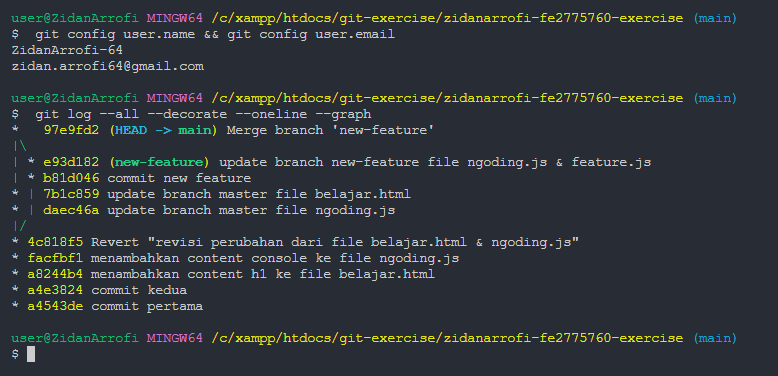 user@ZidanArrofi MINGW64 /c/xampp/htdocs/git-exercise/zidanarrofi-fe2775760-exercise (main)
$  git config user.name && git config user.email
ZidanArrofi-64
zidan.arrofi64@gmail.com
user@ZidanArrofi MINGW64 /c/xampp/htdocs/git-exercise/zidanarrofi-fe2775760-exercise (main)
$  git log --all --decorate --oneline --graph
*   97e9fd2 (HEAD -> main) Merge branch 'new-feature'
|\
| * e93d182 (new-feature) update branch new-feature file ngoding.js & feature.js
| * b81d046 commit new feature
* | 7b1c859 update branch master file belajar.html
* | daec46a update branch master file ngoding.js
|/
* 4c818f5 Revert "revisi perubahan dari file belajar.html & ngoding.js"
* facfbf1 menambahkan content console ke file ngoding.js
* a8244b4 menambahkan content h1 ke file belajar.html
* a4e3824 commit kedua
* a4543de commit pertama
user@ZidanArrofi MINGW64 /c/xampp/htdocs/git-exercise/zidanarrofi-fe2775760-exercise (main)
$